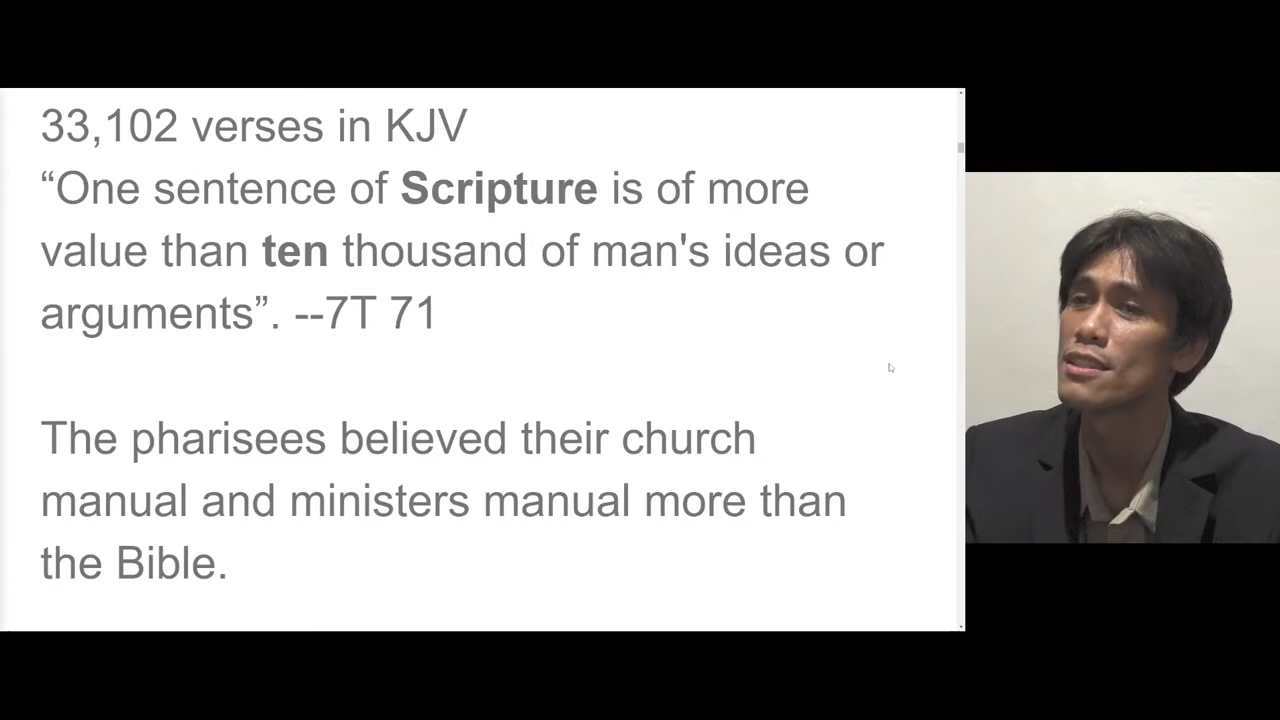 33,102 verses in KJV
“One sentence of Scripture is of more
value than ten thousand of man's ideas or
arguments”. --7T 71
The pharisees believed their church
manual and ministers manual more than
the Bible.